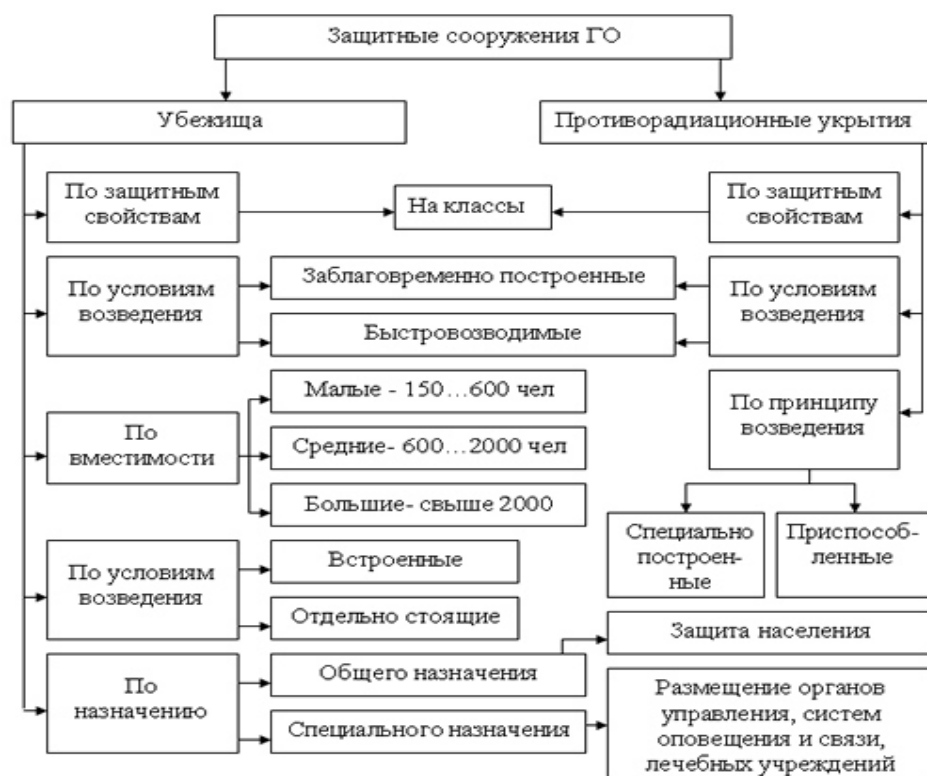 Защитные сооружения ГО
Убежища
Противорадиационные укрытия
По защитным
свойствам
На классы
По защитным
свойствам
По условиям
возведения
Заблаговременно построенные
Быстровозводимые
По условиям
возведения
По
вместимости
Малые - 150...600 чел
Средние- 600...2000 чел
Большие- свыше 2000
По принципу
возведения
Специально
построен-
ные
Приспособ-
ленные
По условиям
возведения
Встроенные
Отдельно стоящие
По
назначению
Общего назначения
Специального назначения
Защита населения
Размещение органов
управления, систем
оповещения и связи,
лечебных учреждений